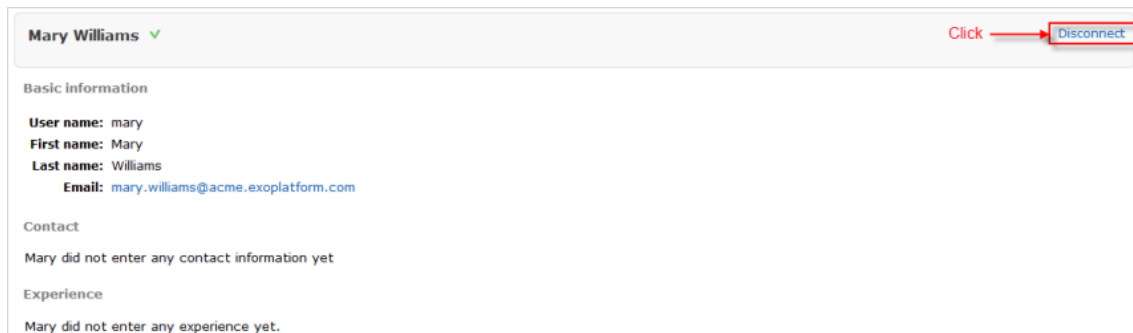 Mary Williams Click Disconnect
Basic information
User name: mary
First name: Mary
Last name: Williams
Email: mary.williams@acme.exoplatform.com
Contact
Mary did not enter any contact information yet
Experience
Mary did not enter any experience yet.